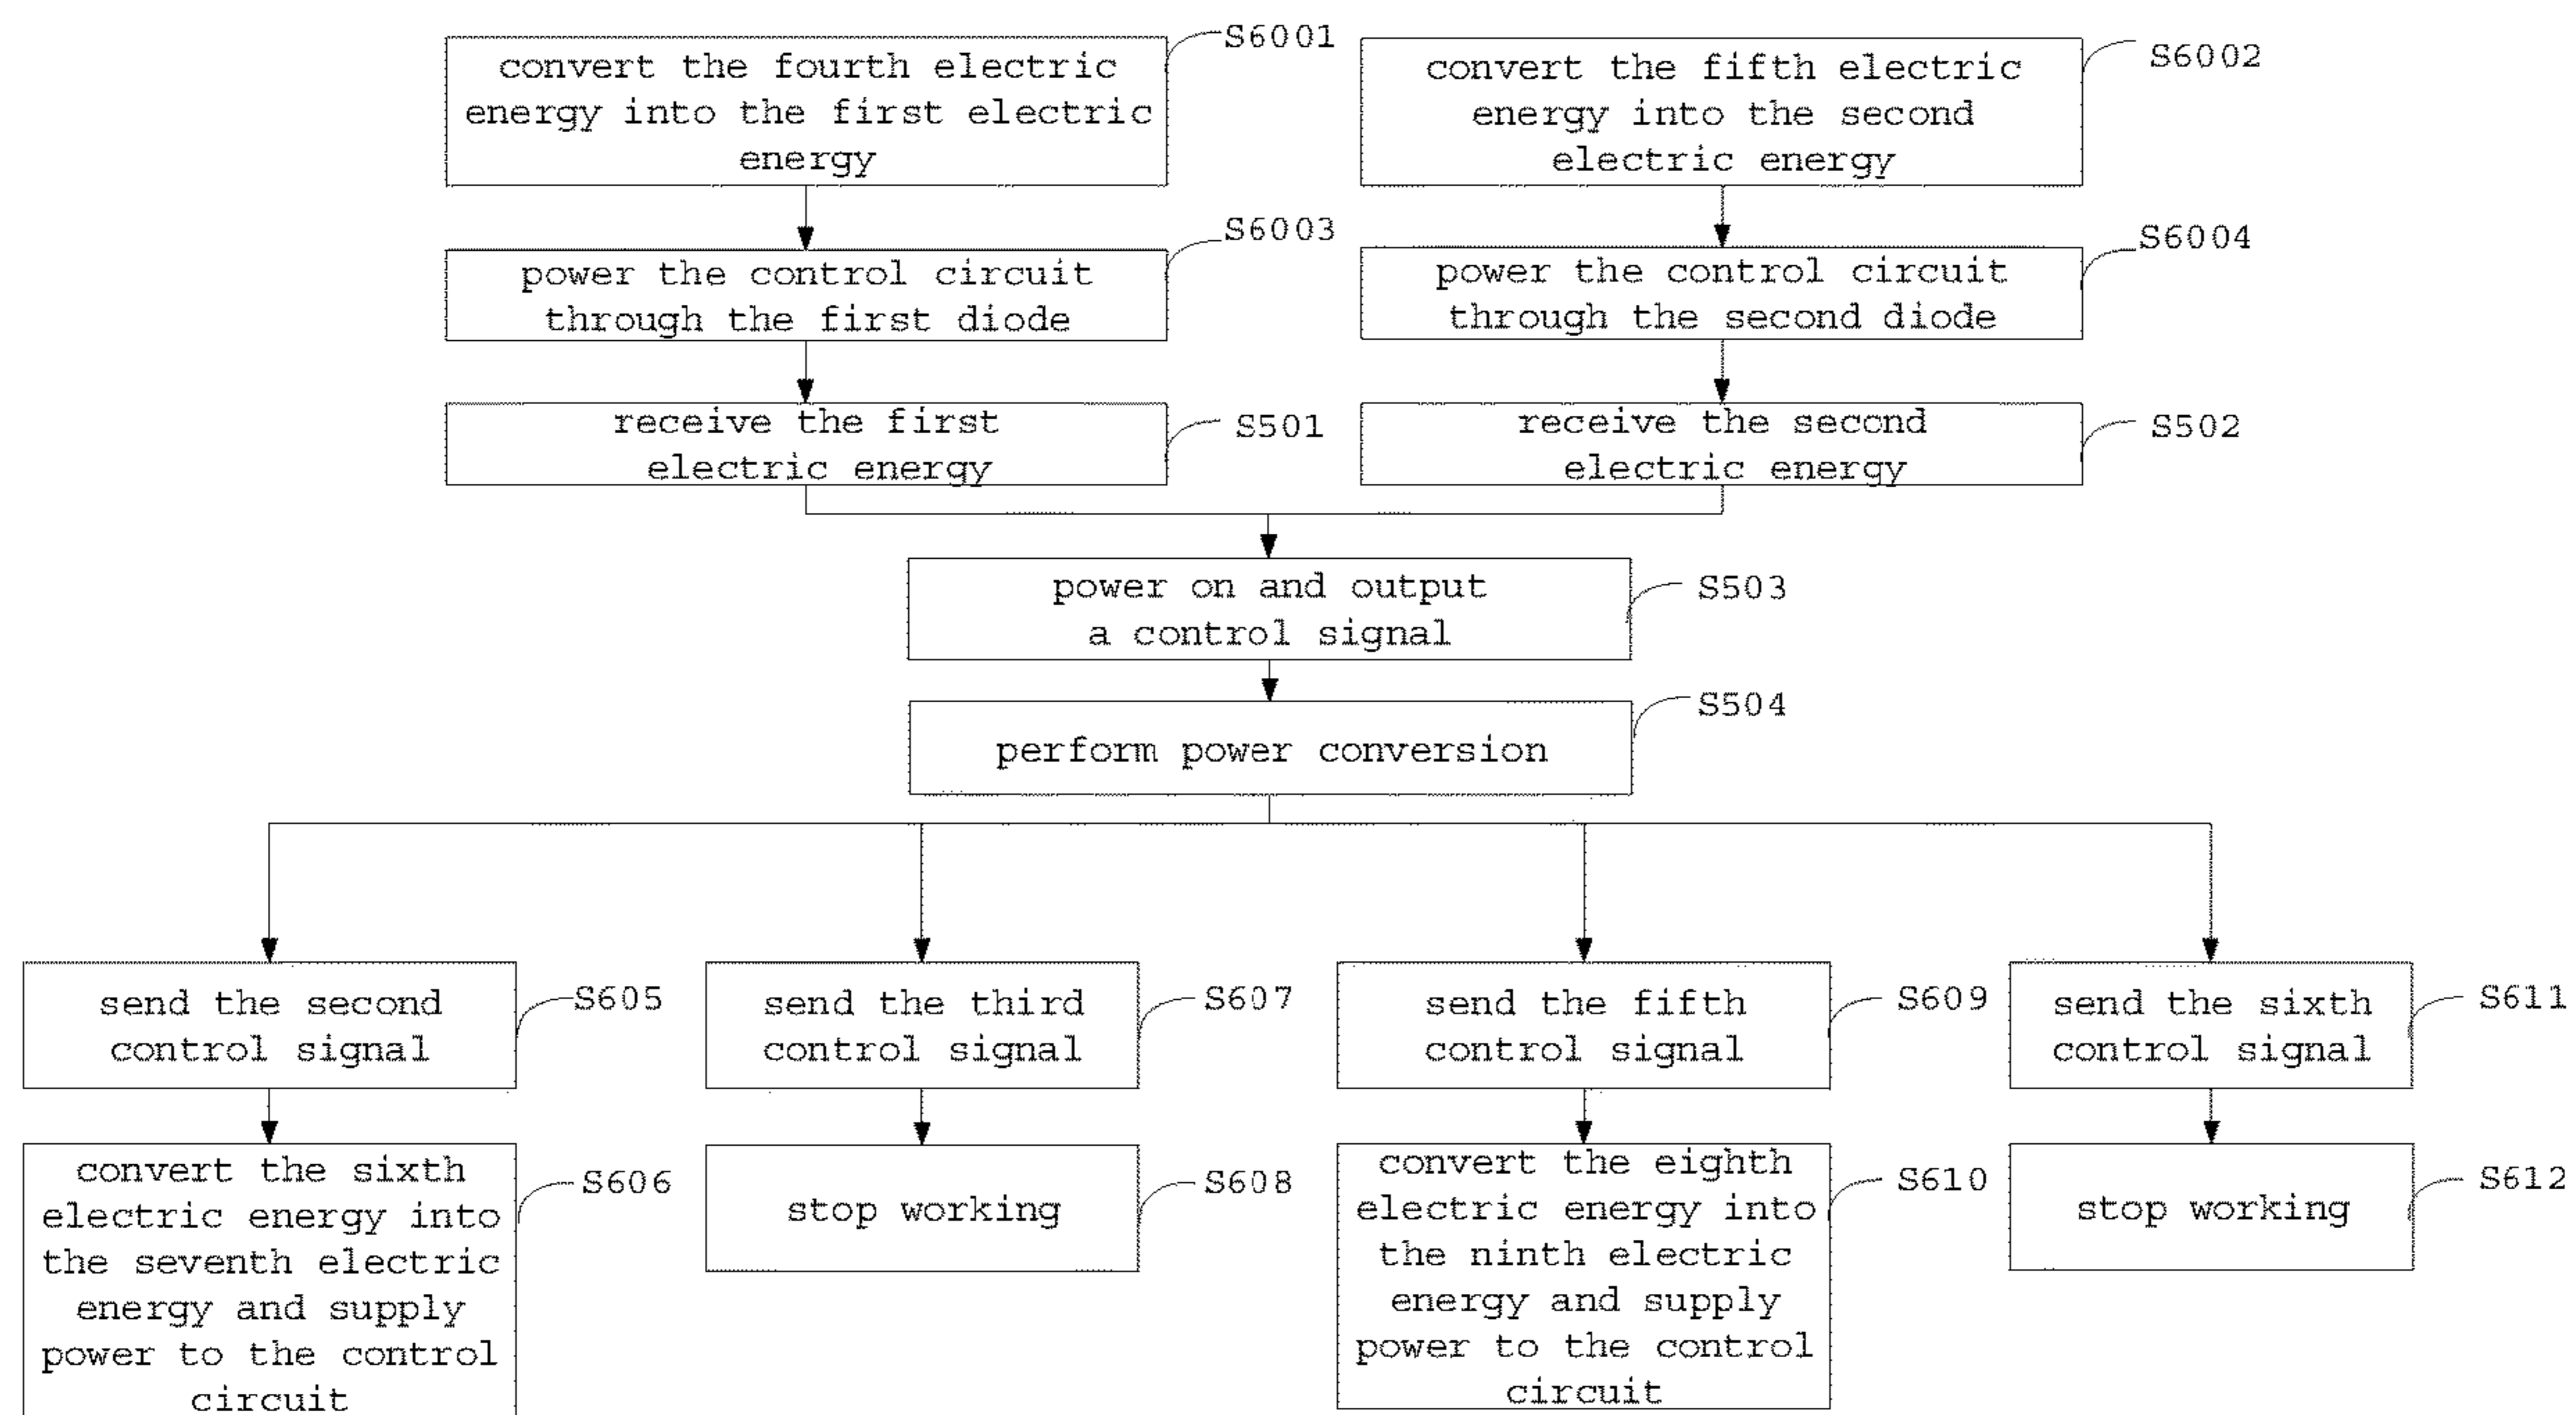 convert the fourth electric
energy into the first electric
energy
S6001
convert the fifth electric
energy into the second
electric energy
S6002
power the control circuit
through the first diode
S6003
power the control circuit
through the second diode
S6004
receive the first
electric energy
S501
receive the second
electric energy
S502
power on and output
a control signal
S503
perform power conversion
S504
send the second
control signal
S605
send the third
control signal
S607
send the fifth
control signal
S609
send the sixth
control signal
S611
convert the sixth
electric energy into
the seventh electric
energy and supply
power to the control
circuit
S606
stop working
S608
convert the eighth
electric energy into
the ninth electric
energy and supply
power to the control
circuit
S610
stop working
S612